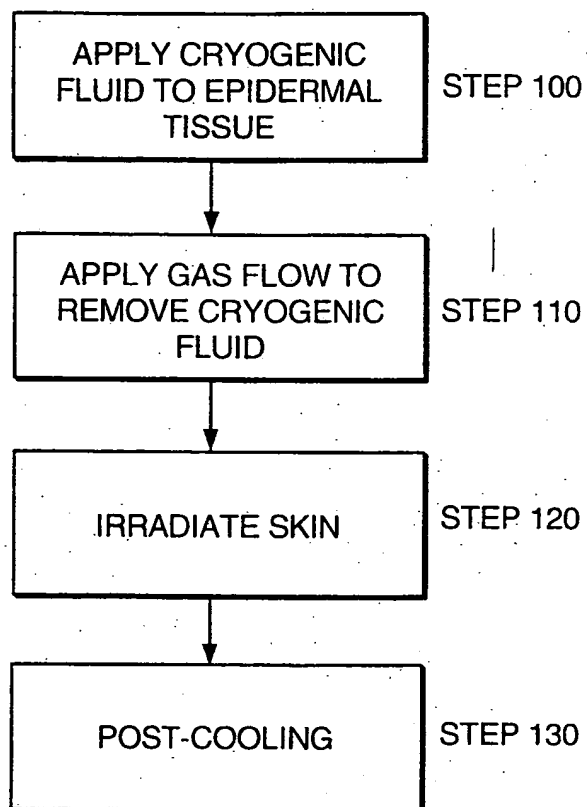 APPLY CRYOGENIC
FLUID TO EPIDERMAL
TISSUE
STEP 100
APPLY GAS FLOW TO
REMOVE CRYOGENIC
FLUID
STEP 110
IRRADIATE SKIN
STEP 120
POST-COOLING
STEP 130